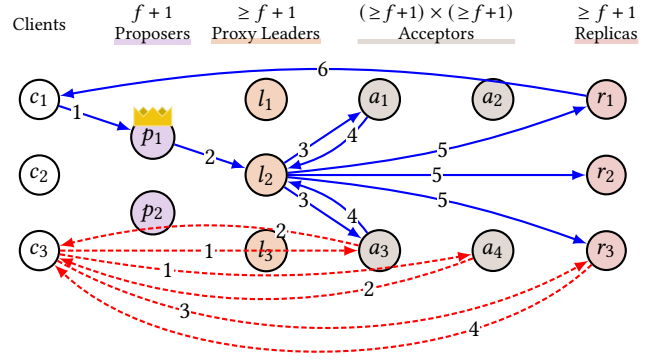 Clients
f + 1
Proposers
≥ f + 1
Proxy Leaders
(≥ f+1) × (≥ f+1)
Acceptors
≥ f + 1
Replicas
c1
c2
c3
p1
p2
l1
l2
l3
a1
a2
a3
a4
r1
r2
r3
1
2
3
4
3
4
5
5
5
6
1
1
2
2
3
4